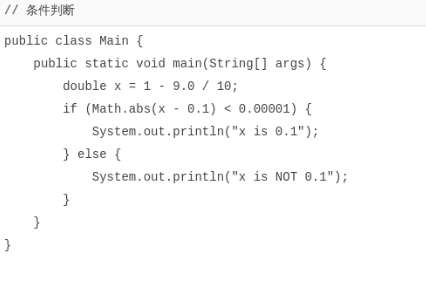 // 条件判断
public class Main {
    public static void main(String[] args) {
        double x = 1 - 9.0 / 10;
        if (Math.abs(x - 0.1) < 0.00001) {
            System.out.println("x is 0.1");
        } else {
            System.out.println("x is NOT 0.1");
        }
    }
}